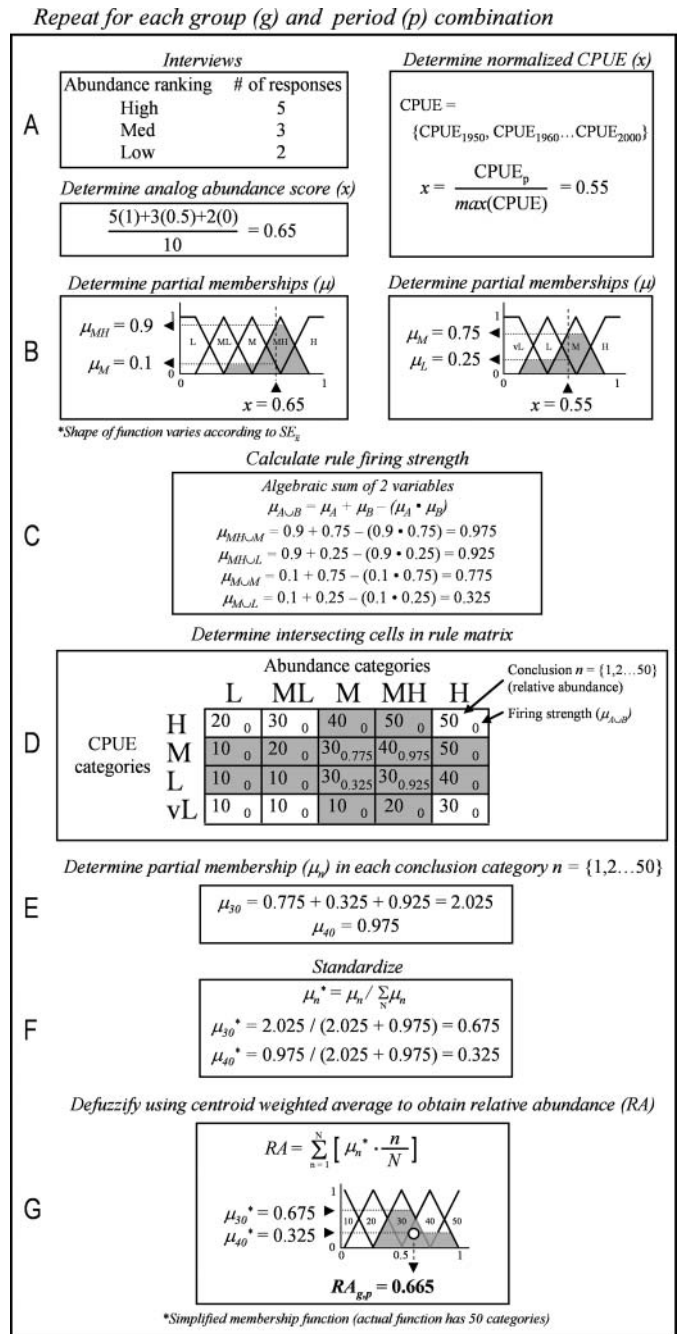 Repeat for each group (g) and period (p) combination
A
Interviews
Abundance ranking # of responses
High 5
Med 3
Low 2
Determine analog abundance score (x)
5(1)+3(0.5)+2(0)
10
= 0.65
Determine normalized CPUE (x)
CPUE =
{CPUE1950, CPUE1960…CPUE2000}
x = CPUEp / max(CPUE) = 0.55
B
Determine partial memberships (μ)
1
μMH = 0.9
μM = 0.1
L ML M MH H
0
0 1
x = 0.65
*Shape of function varies according to SEg
Determine partial memberships (μ)
1
μM = 0.75
μL = 0.25
vL L M H
0
0 1
x = 0.55
C
Calculate rule firing strength
Algebraic sum of 2 variables
μA∪B = μA + μB – (μA • μB)
μMH∪M = 0.9 + 0.75 – (0.9 • 0.75) = 0.975
μMH∪L = 0.9 + 0.25 – (0.9 • 0.25) = 0.925
μM∪M = 0.1 + 0.75 – (0.1 • 0.75) = 0.775
μM∪L = 0.1 + 0.25 – (0.1 • 0.25) = 0.325
D
Determine intersecting cells in rule matrix
Abundance categories
L ML M MH H
CPUE categories
H 20 0 30 0 40 0 50 0 50 0
M 10 0 20 0 30 0.775 40 0.975 50 0
L 10 0 10 0 30 0.325 30 0.925 40 0
vL 10 0 10 0 10 0 20 0 30 0
Conclusion n = {1,2…50}
(relative abundance)
Firing strength (μA∪B)
E
Determine partial membership (μn) in each conclusion category n = {1,2…50}
μ30 = 0.775 + 0.325 + 0.925 = 2.025
μ40 = 0.975
F
Standardize
μn* = μn / ΣN μn
μ30* = 2.025 / (2.025 + 0.975) = 0.675
μ40* = 0.975 / (2.025 + 0.975) = 0.325
G
Defuzzify using centroid weighted average to obtain relative abundance (RA)
RA = Σ N n = 1 [ μn* · n/N ]
1
μ30* = 0.675
μ40* = 0.325
10 20 30 40 50
0 0.5 1
RAg,p = 0.665
*Simplified membership function (actual function has 50 categories)